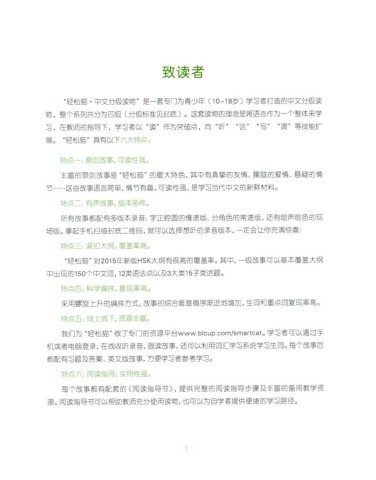 致读者
“轻松猫·中文分级读物”是一套专门为青少年（10-18岁）学习者打造的中文分级读
物，整个系列共分为四级（分级标准见封底）。这套读物的理念是将语言作为一个整体来学
习，在教师的指导下，学习者以“读”作为突破点，向“听”“说”“写”“演”等技能扩
展。“轻松猫”具有以下六大特点：
特点一：原创故事，可读性强。
丰富的原创故事是“轻松猫”的最大特色，其中有真挚的友情、朦胧的爱情、悬疑的情
节……这些故事语言简单，情节有趣，可读性强，是学习当代中文的新鲜材料。
特点二：有声故事，版本多样。
所有故事都配有多版本录音：字正腔圆的慢速版、分角色的常速版，还有绘声绘色的现
场版。拿起手机扫描封底二维码，就可以选择想听的录音版本，一定会让你充满惊喜！
特点三：紧扣大纲，覆盖率高。
“轻松猫”对2015年新版HSK大纲有很高的覆盖率。其中，一级故事可以基本覆盖大纲
中出现的150个中文词，12类语法点以及3大类15子类话题。
特点四：科学编排，复现率高。
采用螺旋上升的编排方式，故事的综合难度循序渐进地增加，生词和重点词复现率高。
特点五：线上线下，资源丰富。
我们为“轻松猫”做了专门的资源平台www.blcup.com/smartcat。学习者可以通过手
机或者电脑登录，在线收听录音，跟读故事，还可以利用词汇学习系统学习生词。每个故事后
都配有习题及答案、英文版故事，方便学习者参考学习。
特点六：阅读指导，实用性强。
每个故事都有配套的《阅读指导书》，提供完整的阅读指导步骤及丰富的备用教学资
源。阅读指导书可以帮助教师充分使用读物，也可以为自学者提供便捷的学习路径。
1